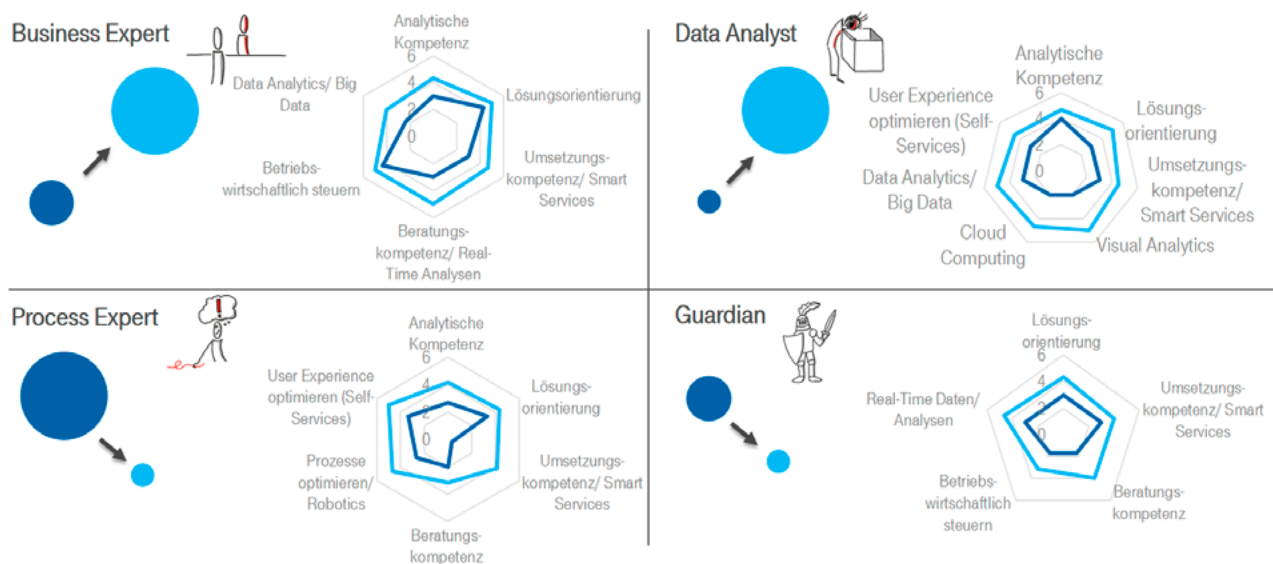 Business Expert
Analytische
Kompetenz
6
4
2
0
Data Analytics/ Big
Data
Lösungsorientierung
Betriebs-
wirtschaftlich steuern
Umsetzungs-
kompetenz/ Smart
Services
Beratungs-
kompetenz/ Real-
Time Analysen
Data Analyst
Analytische
Kompetenz
6
4
2
0
User Experience
optimieren (Self-
Services)
Lösungs-
orientierung
Data Analytics/
Big Data
Umsetzungs-
kompetenz/
Smart Services
Cloud
Computing
Visual Analytics
Process Expert
!
Analytische
Kompetenz
6
4
2
0
User Experience
optimieren (Self-
Services)
Lösungs-
orientierung
Prozesse
optimieren/
Robotics
Umsetzungs-
kompetenz/ Smart
Services
Beratungs-
kompetenz
Guardian
Lösungs-
orientierung
6
4
2
0
Real-Time Daten/
Analysen
Umsetzungs-
kompetenz/ Smart
Services
Betriebs-
wirtschaftlich
steuern
Beratungs-
kompetenz